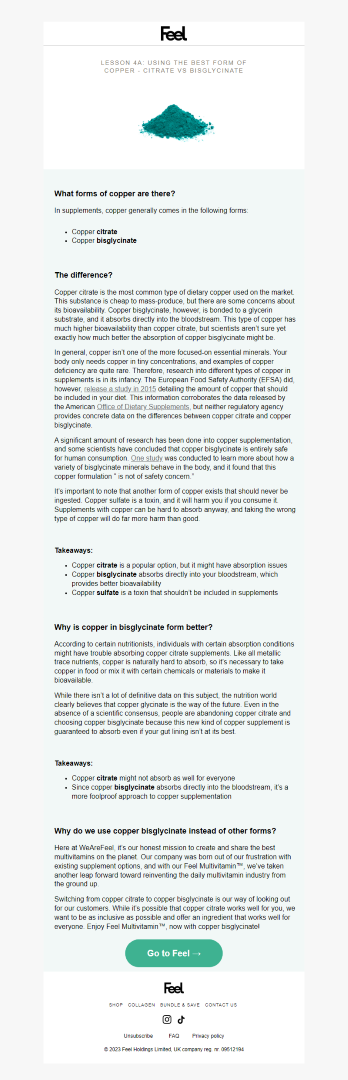 Feel
LESSON 4A: USING THE BEST FORM OF
COPPER - CITRATE VS BISGLYCINATE
What forms of copper are there?
In supplements, copper generally comes in the following forms:
• Copper citrate
• Copper bisglycinate
The difference?
Copper citrate is the most common type of dietary copper used on the market.
This substance is cheap to mass-produce, but there are some concerns about
its bioavailability. Copper bisglycinate, however, is bonded to a glycerin
substrate, and it absorbs directly into the bloodstream. This type of copper has
much higher bioavailability than copper citrate, but scientists aren't sure yet
exactly how much better the absorption of copper bisglycinate might be.
In general, copper isn't one of the more focused-on essential minerals. Your
body only needs copper in tiny concentrations, and examples of copper
deficiency are quite rare. Therefore, research into different types of copper in
supplements is in its infancy. The European Food Safety Authority (EFSA) did,
however, release a study in 2015 detailing the amount of copper that should
be included in your diet. This information corroborates the data released by
the American Office of Dietary Supplements, but neither regulatory agency
provides concrete data on the differences between copper citrate and copper
bisglycinate.
A significant amount of research has been done into copper supplementation,
and some scientists have concluded that copper bisglycinate is entirely safe
for human consumption. One study was conducted to learn more about how a
variety of bisglycinate minerals behave in the body, and it found that this
copper formulation " is not of safety concern."
It's important to note that another form of copper exists that should never be
ingested. Copper sulfate is a toxin, and it will harm you if you consume it.
Supplements with copper can be hard to absorb anyway, and taking the wrong
type of copper will do far more harm than good.
Takeaways:
• Copper citrate is a popular option, but it might have absorption issues
• Copper bisglycinate absorbs directly into your bloodstream, which
provides better bioavailability
• Copper sulfate is a toxin that shouldn't be included in supplements
Why is copper in bisglycinate form better?
According to certain nutritionists, individuals with certain absorption conditions
might have trouble absorbing copper citrate supplements. Like all metallic
trace nutrients, copper is naturally hard to absorb, so it's necessary to take
copper in food or mix it with certain chemicals or materials to make it
bioavailable.
While there isn't a lot of definitive data on this subject, the nutrition world
clearly believes that copper glycinate is the way of the future. Even in the
absence of a scientific consensus, people are abandoning copper citrate and
choosing copper bisglycinate because this new kind of copper supplement is
guaranteed to absorb even if your gut lining isn't at its best.
Takeaways:
• Copper citrate might not absorb as well for everyone
• Since copper bisglycinate absorbs directly into the bloodstream, it's a
more foolproof approach to copper supplementation
Why do we use copper bisglycinate instead of other forms?
Here at WeAreFeel, it's our honest mission to create and share the best
multivitamins on the planet. Our company was born out of our frustration with
existing supplement options, and with our Feel Multivitamin™, we've taken
another leap forward toward reinventing the daily multivitamin industry from
the ground up.
Switching from copper citrate to copper bisglycinate is our way of looking out
for our customers. While it's possible that copper citrate works well for you, we
want to be as inclusive as possible and offer an ingredient that works well for
everyone. Enjoy Feel Multivitamin™, now with copper bisglycinate!
Go to Feel →
Feel
SHOP COLLAGEN BUNDLE & SAVE CONTACT US
Unsubscribe FAQ Privacy policy
© 2023 Feel Holdings Limited, UK company reg. nr. 09512194